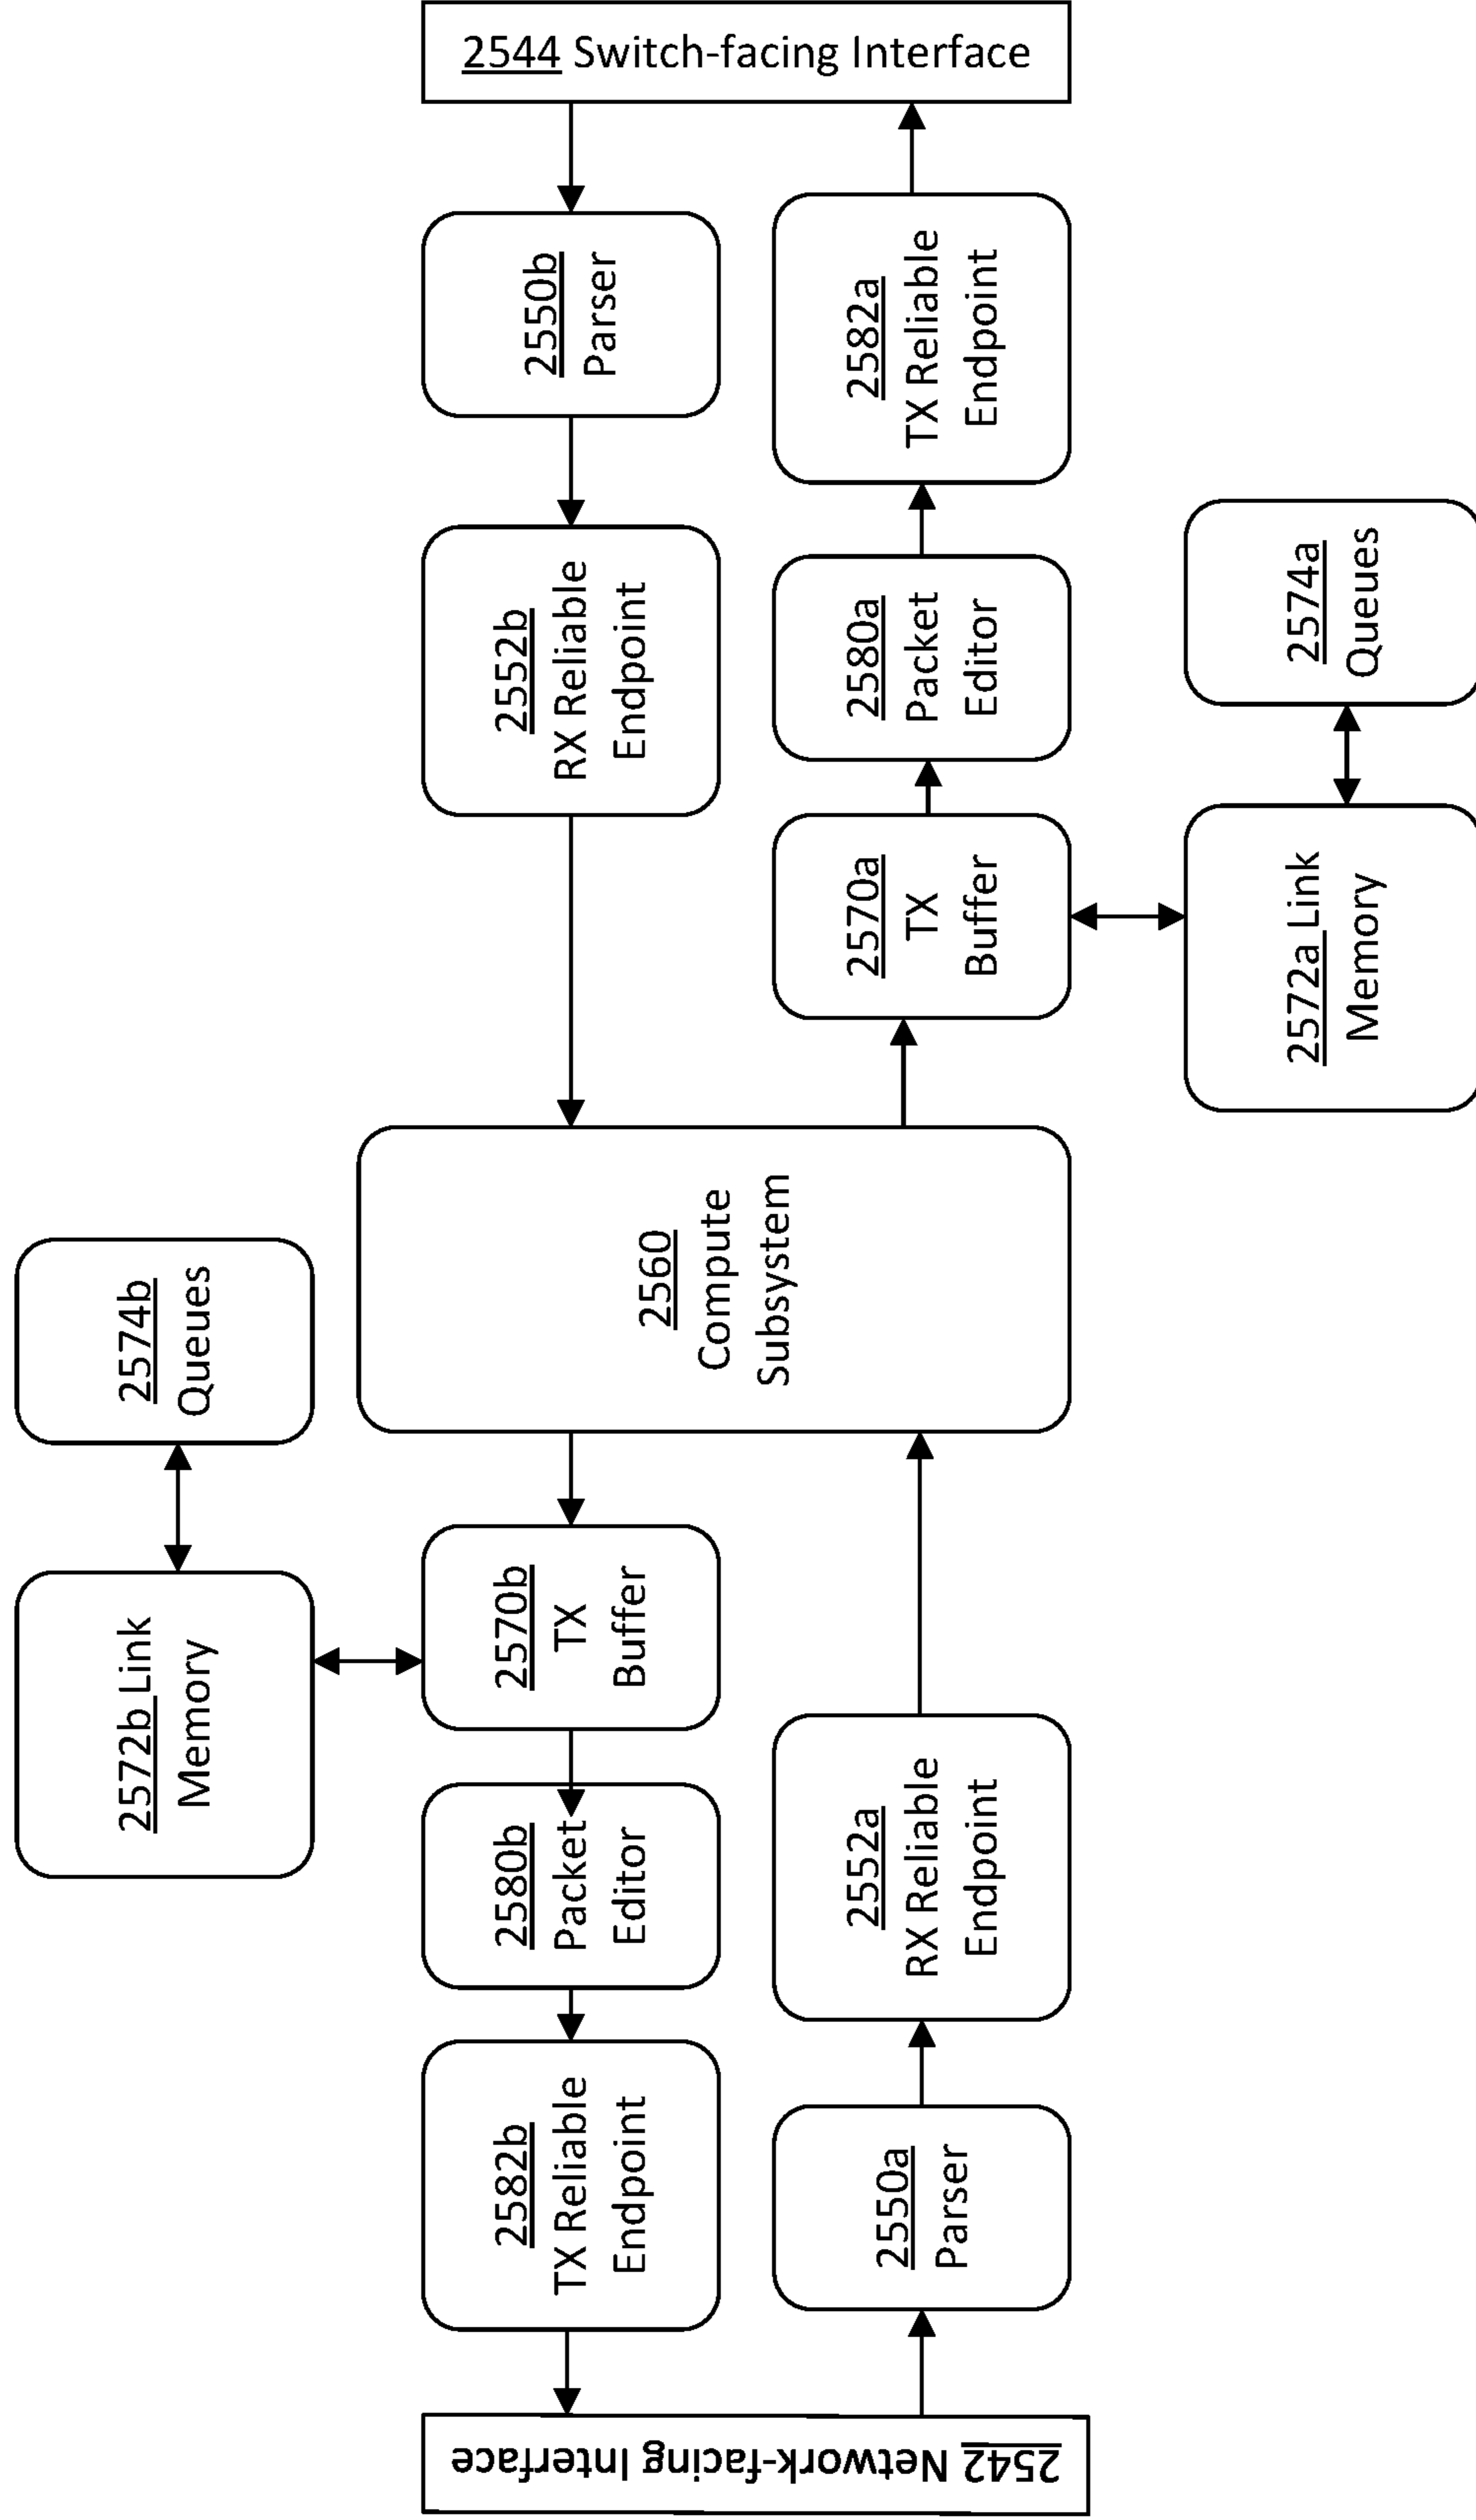 2544 Switch-facing Interface
2550b
Parser
2552b
RX Reliable
Endpoint
2582a
TX Reliable
Endpoint
2580a
Packet
Editor
2570a
TX
Buffer
2574a
Queues
2572a Link
Memory
2560
Compute
Subsystem
2574b
Queues
2572b Link
Memory
2570b
TX
Buffer
2580b
Packet
Editor
2582b
TX Reliable
Endpoint
2552a
RX Reliable
Endpoint
2550a
Parser
2542 Network-facing Interface